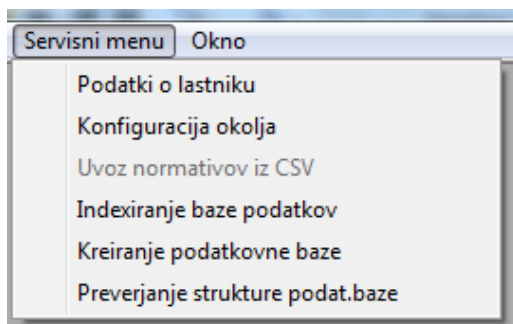 Servisni menu Okno
Podatki o lastniku
Konfiguracija okolja
Uvoz normativov iz CSV
Indexiranje baze podatkov
Kreiranje podatkovne baze
Preverjanje strukture podat.baze